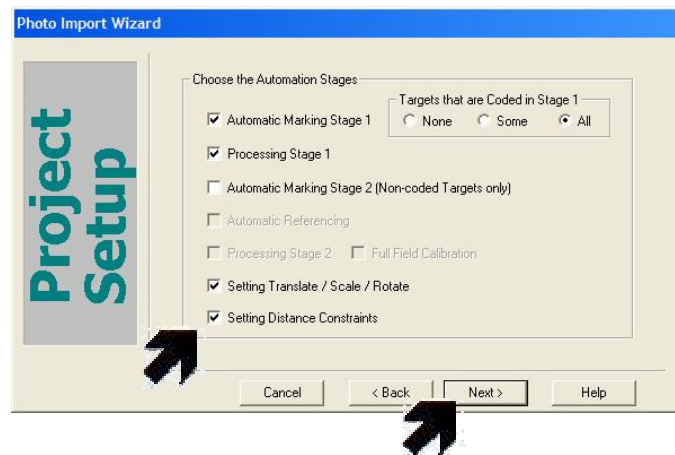 Photo Import Wizard
Project
Setup
Choose the Automation Stages
Targets that are Coded in Stage 1
Automatic Marking Stage 1
None Some All
Processing Stage 1
Automatic Marking Stage 2 (Non-coded Targets only)
Automatic Referencing
Processing Stage 2 Full Field Calibration
Setting Translate / Scale / Rotate
Setting Distance Constraints
Cancel < Back Next > Help